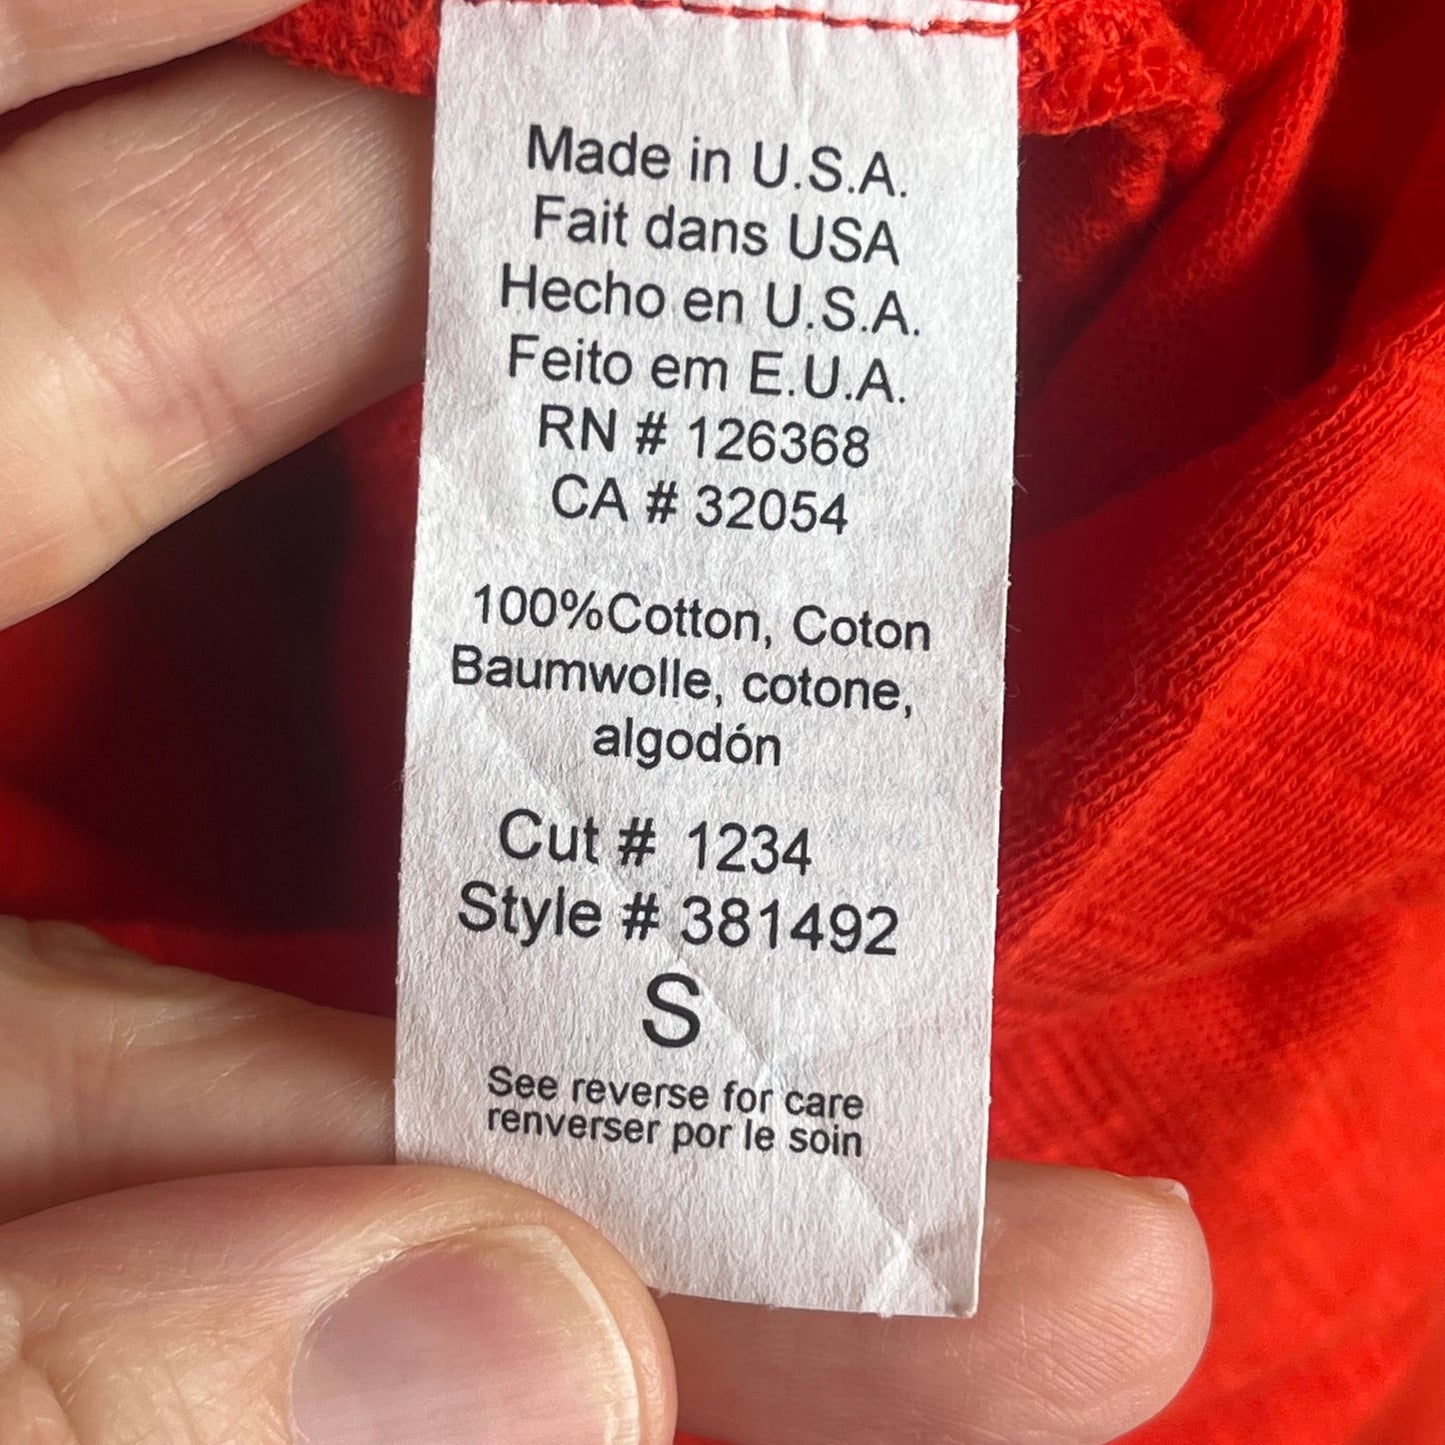 Made in U.S.A.
Fait dans USA
Hecho en U.S.A.
Feito em E.U.A.
RN # 126368
CA # 32054
100%Cotton, Coton
Baumwolle, cotone,
algodón
Cut # 1234
Style # 381492
S
See reverse for care
renverser por le soin